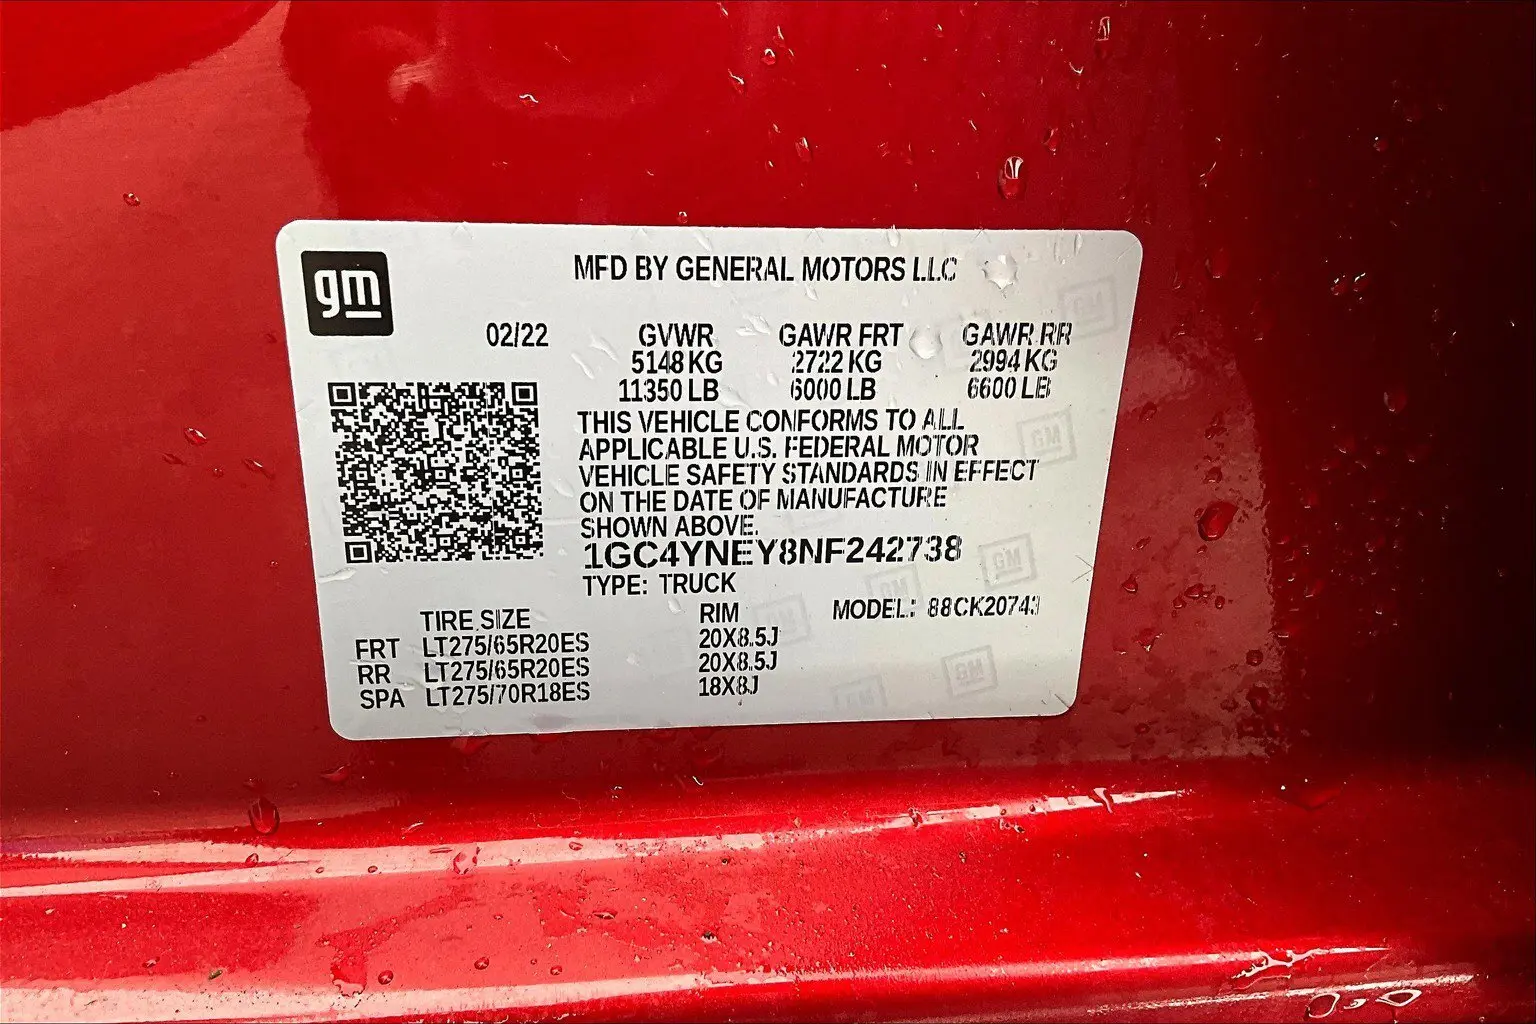 gm
MFD BY GENERAL MOTORS LLC
02/22 GVWR GAWR FRT GAWR RR
5148 KG 2722 KG 2994 KG
11350 LB 6000 LB 6600 LB
THIS VEHICLE CONFORMS TO ALL
APPLICABLE U.S. FEDERAL MOTOR
VEHICLE SAFETY STANDARDS IN EFFECT
ON THE DATE OF MANUFACTURE
SHOWN ABOVE.
1GC4YNEY8NF242738
TYPE: TRUCK
TIRE SIZE RIM MODEL: 88CK20743
FRT LT275/65R20ES 20X8.5J
RR LT275/65R20ES 20X8.5J
SPA LT275/70R18ES 18X8J